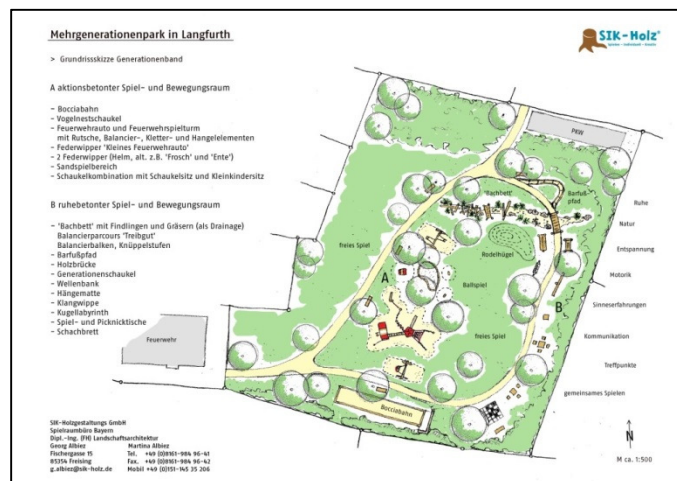 Mehrgenerationenpark in Langfurth
> Grundrissskizze Generationenband
SIK-Holz®
A aktionsbetonter Spiel- und Bewegungsraum
- Bocciabahn
- Vogelnestschaukel
- Feuerwehrauto und Feuerwehrspielturm
mit Rutsche, Balancier-, Kletter- und Hangelelementen
- Federwipper 'Kleines Feuerwehrauto'
- 2 Federwipper (Helm, alt. z.B. 'Frosch' und 'Ente')
- Sandspielbereich
- Schaukelkombination mit Schaukelsitz und Kleinkindersitz
B ruhebetonter Spiel- und Bewegungsraum
- 'Bachbett' mit Findlingen und Gräsern (als Drainage)
Balancierparcours 'Treibgut'
Balancierbalken, Knüppelstufen
- Barfußpfad
- Holzbrücke
- Generationenschaukel
- Wellenbank
- Hängematte
- Klangwippe
- Kugellabyrinth
- Spiel- und Picknicktische
- Schachbrett
Feuerwehr
PKW
'Bachbett'
Barfuß-
pfad
freies Spiel
Rodelhügel
A
Ballspiel
B
freies Spiel
Bocciabahn
Ruhe
Natur
Entspannung
Motorik
Sinneserfahrungen
Kommunikation
Treffpunkte
gemeinsames Spielen
SIK-Holzgestaltungs GmbH
Spielraumbüro Bayern
Dipl.-Ing. (FH) Landschaftsarchitektur
Georg Albiez Martina Albiez
Fischergasse 15 Tel. +49 (0)8161-984 96-41
85354 Freising Fax. +49 (0)8161-984 96-42
g.albiez@sik-holz.de Mobil +49 (0)151-145 35 206
N
M ca. 1:500